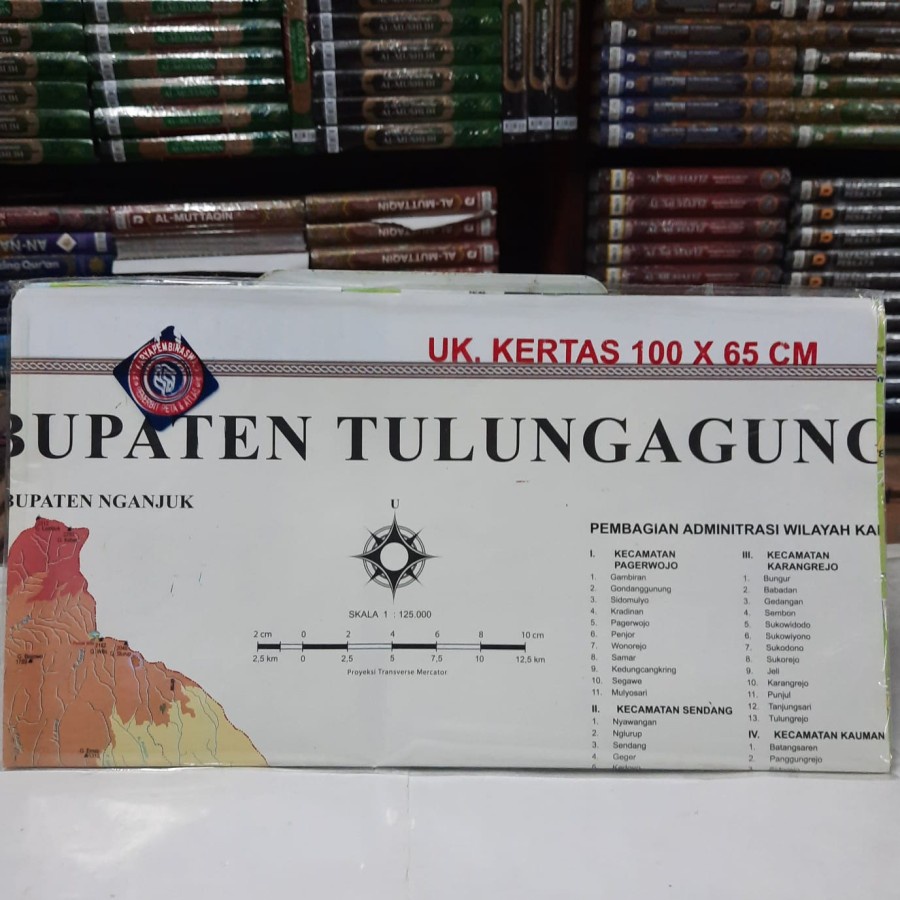 AL-MUTTAQIN
AL-MUTTAQIN
AL-MUTTAQIN
UK. KERTAS 100 X 65 CM
KARYAPEMBINASWAJAYA
PENERBIT PETA & ATLAS
BUPATEN TULUNGAGUNG
BUPATEN NGANJUK
U
SKALA 1 : 125.000
2 cm 0 2 4 6 8 10 cm
2,5 km 0 2,5 5 7,5 10 12,5 km
Proyeksi Transverse Mercator
PEMBAGIAN ADMINITRASI WILAYAH KA
I. KECAMATAN
PAGERWOJO
1. Gambiran
2. Gondanggunung
3. Sidomulyo
4. Kradinan
5. Pagerwojo
6. Penjor
7. Wonorejo
8. Samar
9. Kedungcangkring
10. Segawe
11. Mulyosari
II. KECAMATAN SENDANG
1. Nyawangan
2. Nglurup
3. Sendang
4. Geger
III. KECAMATAN
KARANGREJO
1. Bungur
2. Babadan
3. Gedangan
4. Sembon
5. Sukowidodo
6. Sukowiyono
7. Sukodono
8. Sukorejo
9. Jeli
10. Karangrejo
11. Punjul
12. Tanjungsari
13. Tulungrejo
IV. KECAMATAN KAUMAN
1. Batangsaren
2. Panggungrejo